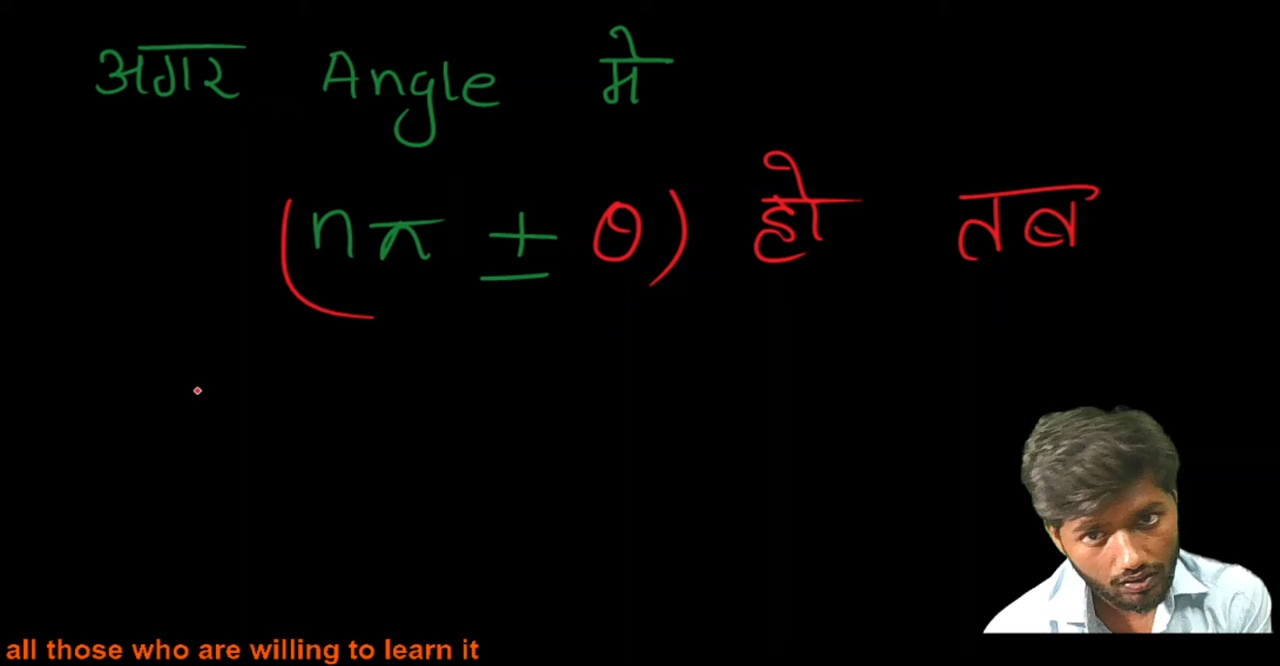 अगर Angle मे
(nπ ± θ) हो तब
all those who are willing to learn it